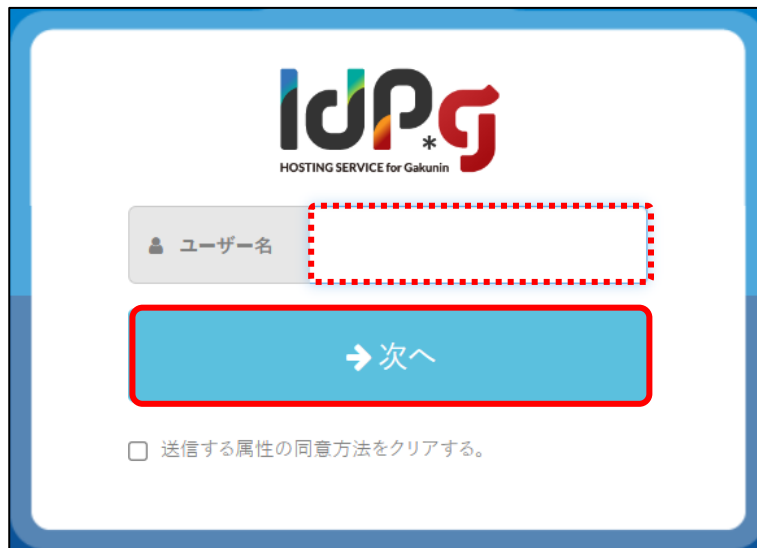 IdP*g
HOSTING SERVICE for Gakunin
ユーザー名
次へ
送信する属性の同意方法をクリアする。